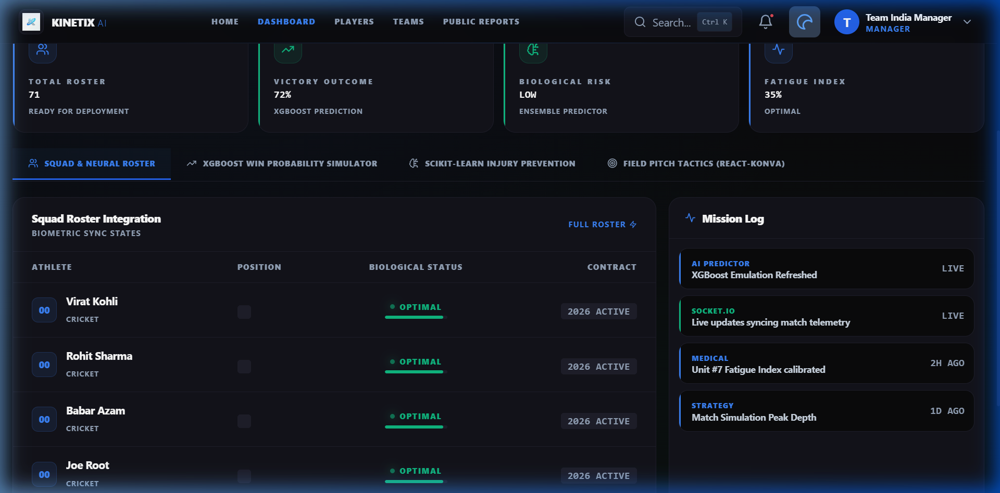 KINETIX AI
HOME
DASHBOARD
PLAYERS
TEAMS
PUBLIC REPORTS
Search...
Ctrl K
T
Team India Manager
MANAGER
TOTAL ROSTER
71
READY FOR DEPLOYMENT
VICTORY OUTCOME
72%
XGBOOST PREDICTION
BIOLOGICAL RISK
LOW
ENSEMBLE PREDICTOR
FATIGUE INDEX
35%
OPTIMAL
SQUAD & NEURAL ROSTER
XGBOOST WIN PROBABILITY SIMULATOR
SCIKIT-LEARN INJURY PREVENTION
FIELD PITCH TACTICS (REACT-KONVA)
Squad Roster Integration
BIOMETRIC SYNC STATES
FULL ROSTER
ATHLETE
POSITION
BIOLOGICAL STATUS
CONTRACT
00
Virat Kohli
CRICKET
OPTIMAL
2026 ACTIVE
00
Rohit Sharma
CRICKET
OPTIMAL
2026 ACTIVE
00
Babar Azam
CRICKET
OPTIMAL
2026 ACTIVE
00
Joe Root
CRICKET
OPTIMAL
2026 ACTIVE
Mission Log
AI PREDICTOR
XGBoost Emulation Refreshed
LIVE
SOCKET.IO
Live updates syncing match telemetry
LIVE
MEDICAL
Unit #7 Fatigue Index calibrated
2H AGO
STRATEGY
Match Simulation Peak Depth
1D AGO